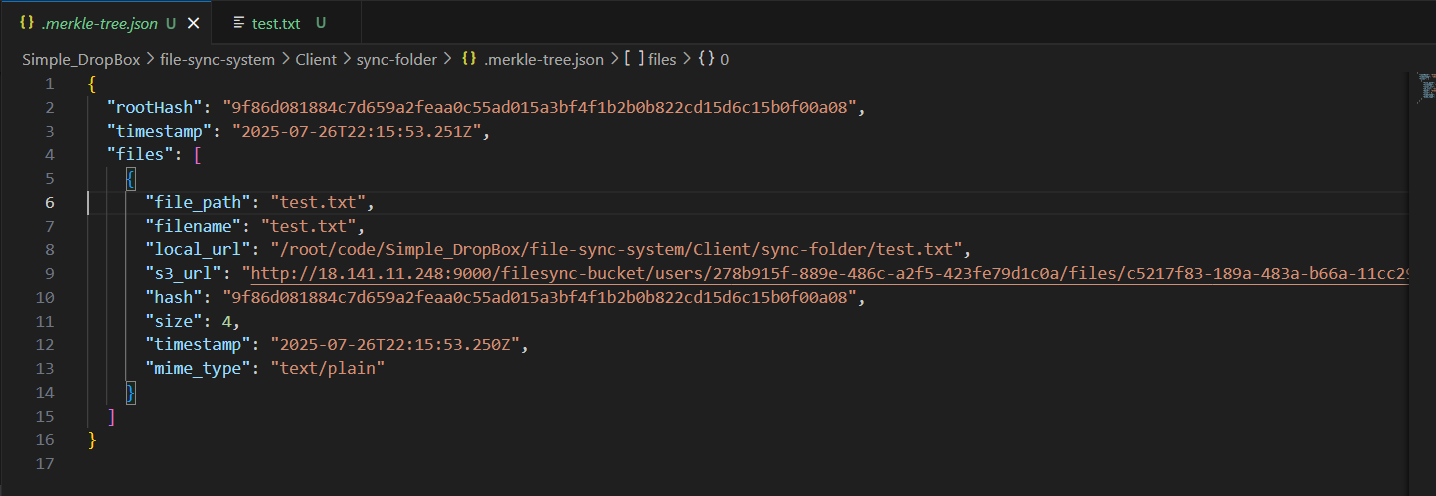 {} .merkle-tree.json U × test.txt U
Simple_DropBox > file-sync-system > Client > sync-folder > {} .merkle-tree.json > [ ] files > {} 0
1 {
2 "rootHash": "9f86d081884c7d659a2feaa0c55ad015a3bf4f1b2b0b822cd15d6c15b0f00a08",
3 "timestamp": "2025-07-26T22:15:53.251Z",
4 "files": [
5 {
6 "file_path": "test.txt",
7 "filename": "test.txt",
8 "local_url": "/root/code/Simple_DropBox/file-sync-system/Client/sync-folder/test.txt",
9 "s3_url": "http://18.141.11.248:9000/filesync-bucket/users/278b915f-889e-486c-a2f5-423fe79d1c0a/files/c5217f83-189a-483a-b66a-11cc29
10 "hash": "9f86d081884c7d659a2feaa0c55ad015a3bf4f1b2b0b822cd15d6c15b0f00a08",
11 "size": 4,
12 "timestamp": "2025-07-26T22:15:53.250Z",
13 "mime_type": "text/plain"
14 }
15 ]
16 }
17